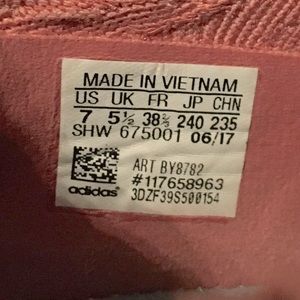 MADE IN VIETNAM
US UK FR JP CHN
7 5½ 38⅔ 240 235
SHW 675001 06/17
ART BY8782
#117658963
adidas 3DZF39S500154